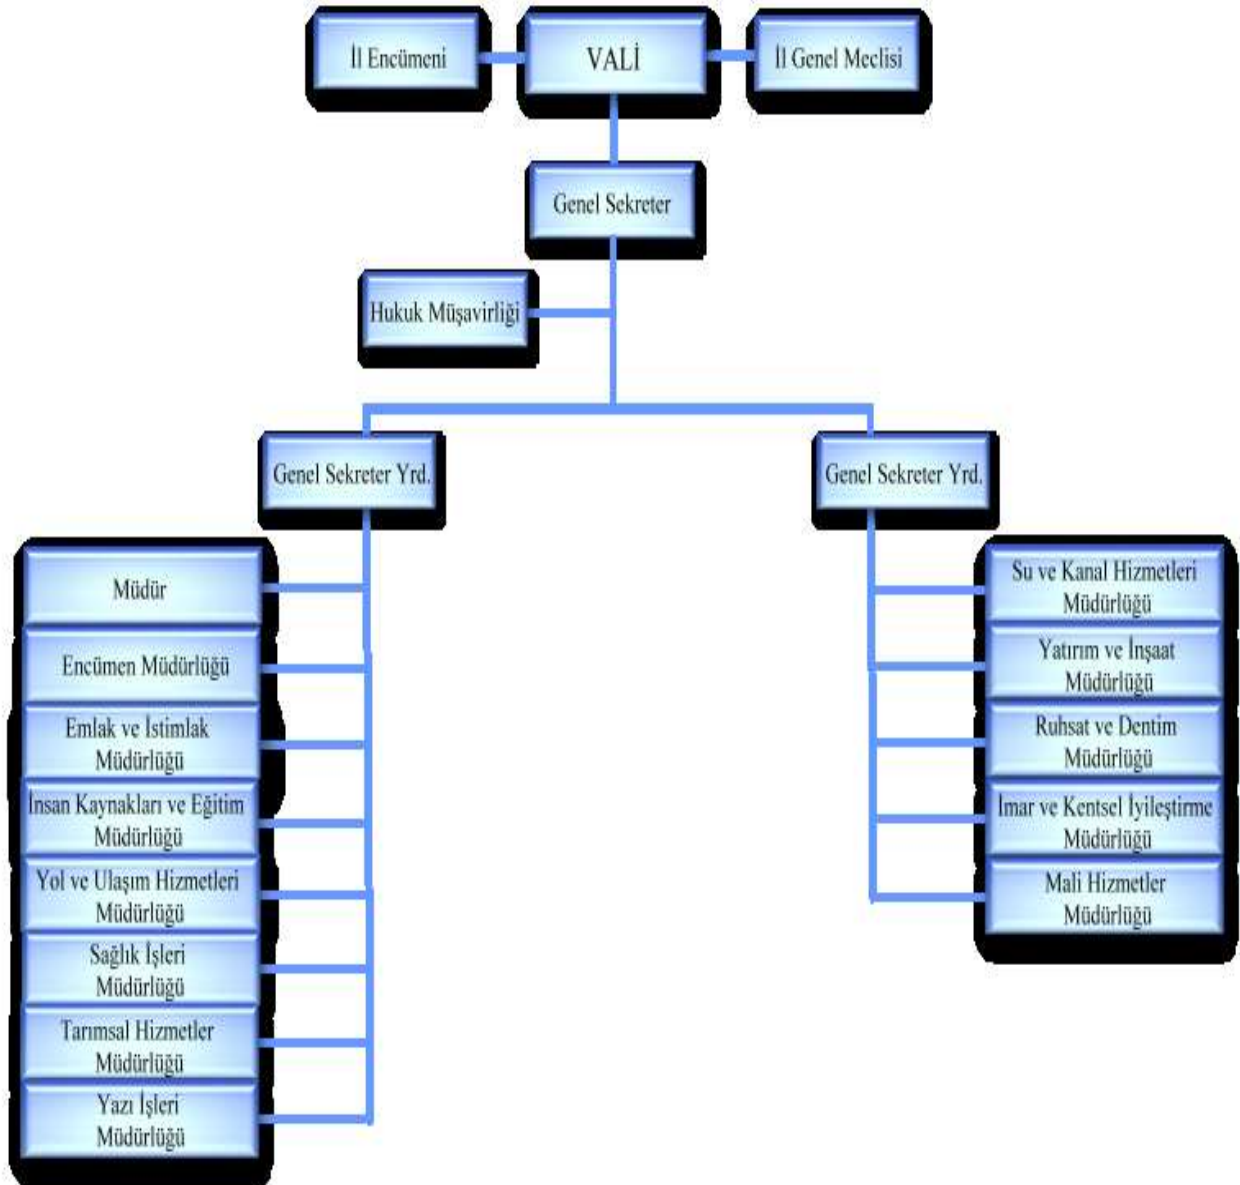 İl Encümeni
VALİ
İl Genel Meclisi
Genel Sekreter
Hukuk Müşavirliği
Genel Sekreter Yrd.
Genel Sekreter Yrd.
Müdür
Encümen Müdürlüğü
Emlak ve İstimlak
Müdürlüğü
İnsan Kaynakları ve Eğitim
Müdürlüğü
Yol ve Ulaşım Hizmetleri
Müdürlüğü
Sağlık İşleri
Müdürlüğü
Tarımsal Hizmetler
Müdürlüğü
Yazı İşleri
Müdürlüğü
Su ve Kanal Hizmetleri
Müdürlüğü
Yatırım ve İnşaat
Müdürlüğü
Ruhsat ve Dentim
Müdürlüğü
İmar ve Kentsel İyileştirme
Müdürlüğü
Mali Hizmetler
Müdürlüğü